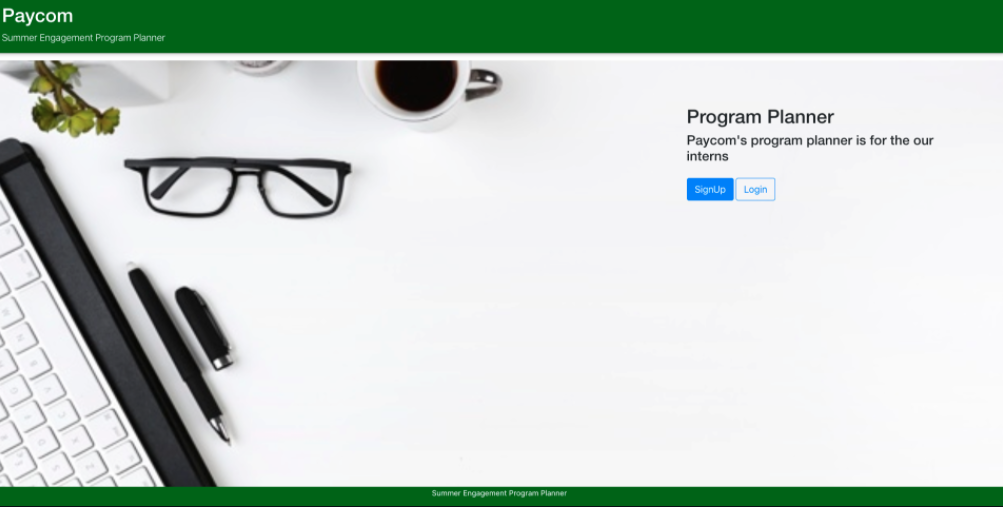 Paycom
Summer Engagement Program Planner
Program Planner
Paycom's program planner is for the our
interns
SignUp
Login
Summer Engagement Program Planner